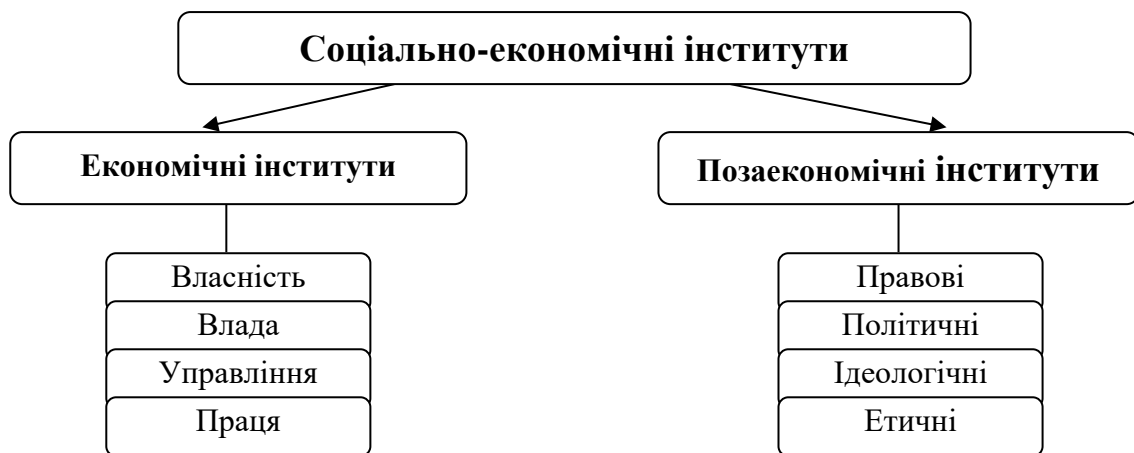 Соціально-економічні інститути
Економічні інститути
Позаекономічні інститути
Власність
Влада
Управління
Праця
Правові
Політичні
Ідеологічні
Етичні